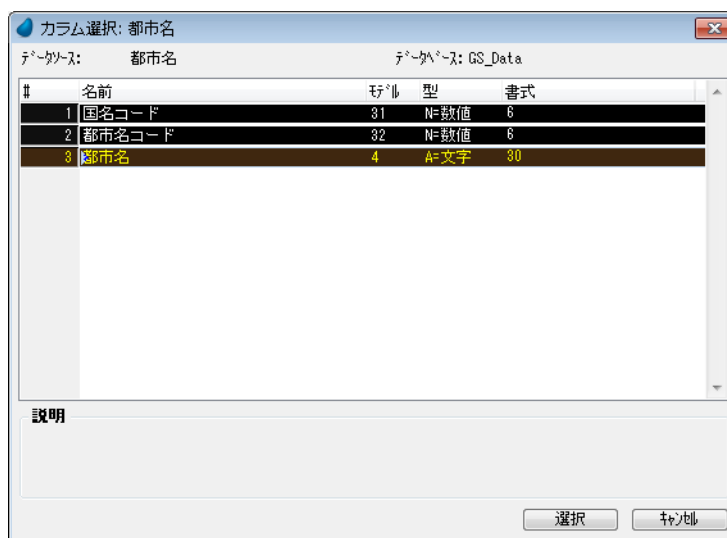 カラム選択: 都市名
ﾃﾞｰﾀｿｰｽ: 都市名 ﾃﾞｰﾀﾍﾞｰｽ: GS_Data
# 名前 ﾓﾃﾞﾙ 型 書式
1 国名コード 31 N=数値 6
2 都市名コード 32 N=数値 6
3 都市名 4 A=文字 30
説明
選択 ｷｬﾝｾﾙ